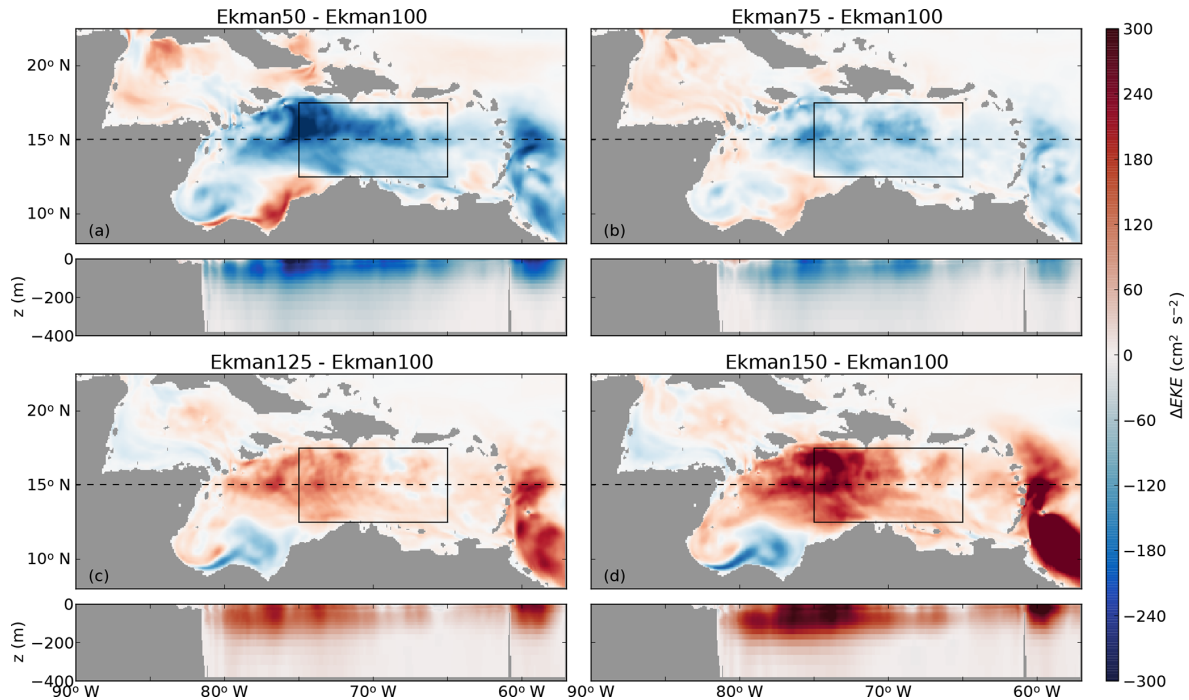 Ekman50 - Ekman100
Ekman75 - Ekman100
20° N
15° N
10° N
(a)
(b)
0
−200
−400
z (m)
Ekman125 - Ekman100
Ekman150 - Ekman100
20° N
15° N
10° N
(c)
(d)
0
−200
−400
z (m)
90° W
80° W
70° W
60° W
90° W
80° W
70° W
60° W
300
240
180
120
60
0
−60
−120
−180
−240
−300
ΔEKE (cm² s⁻²)